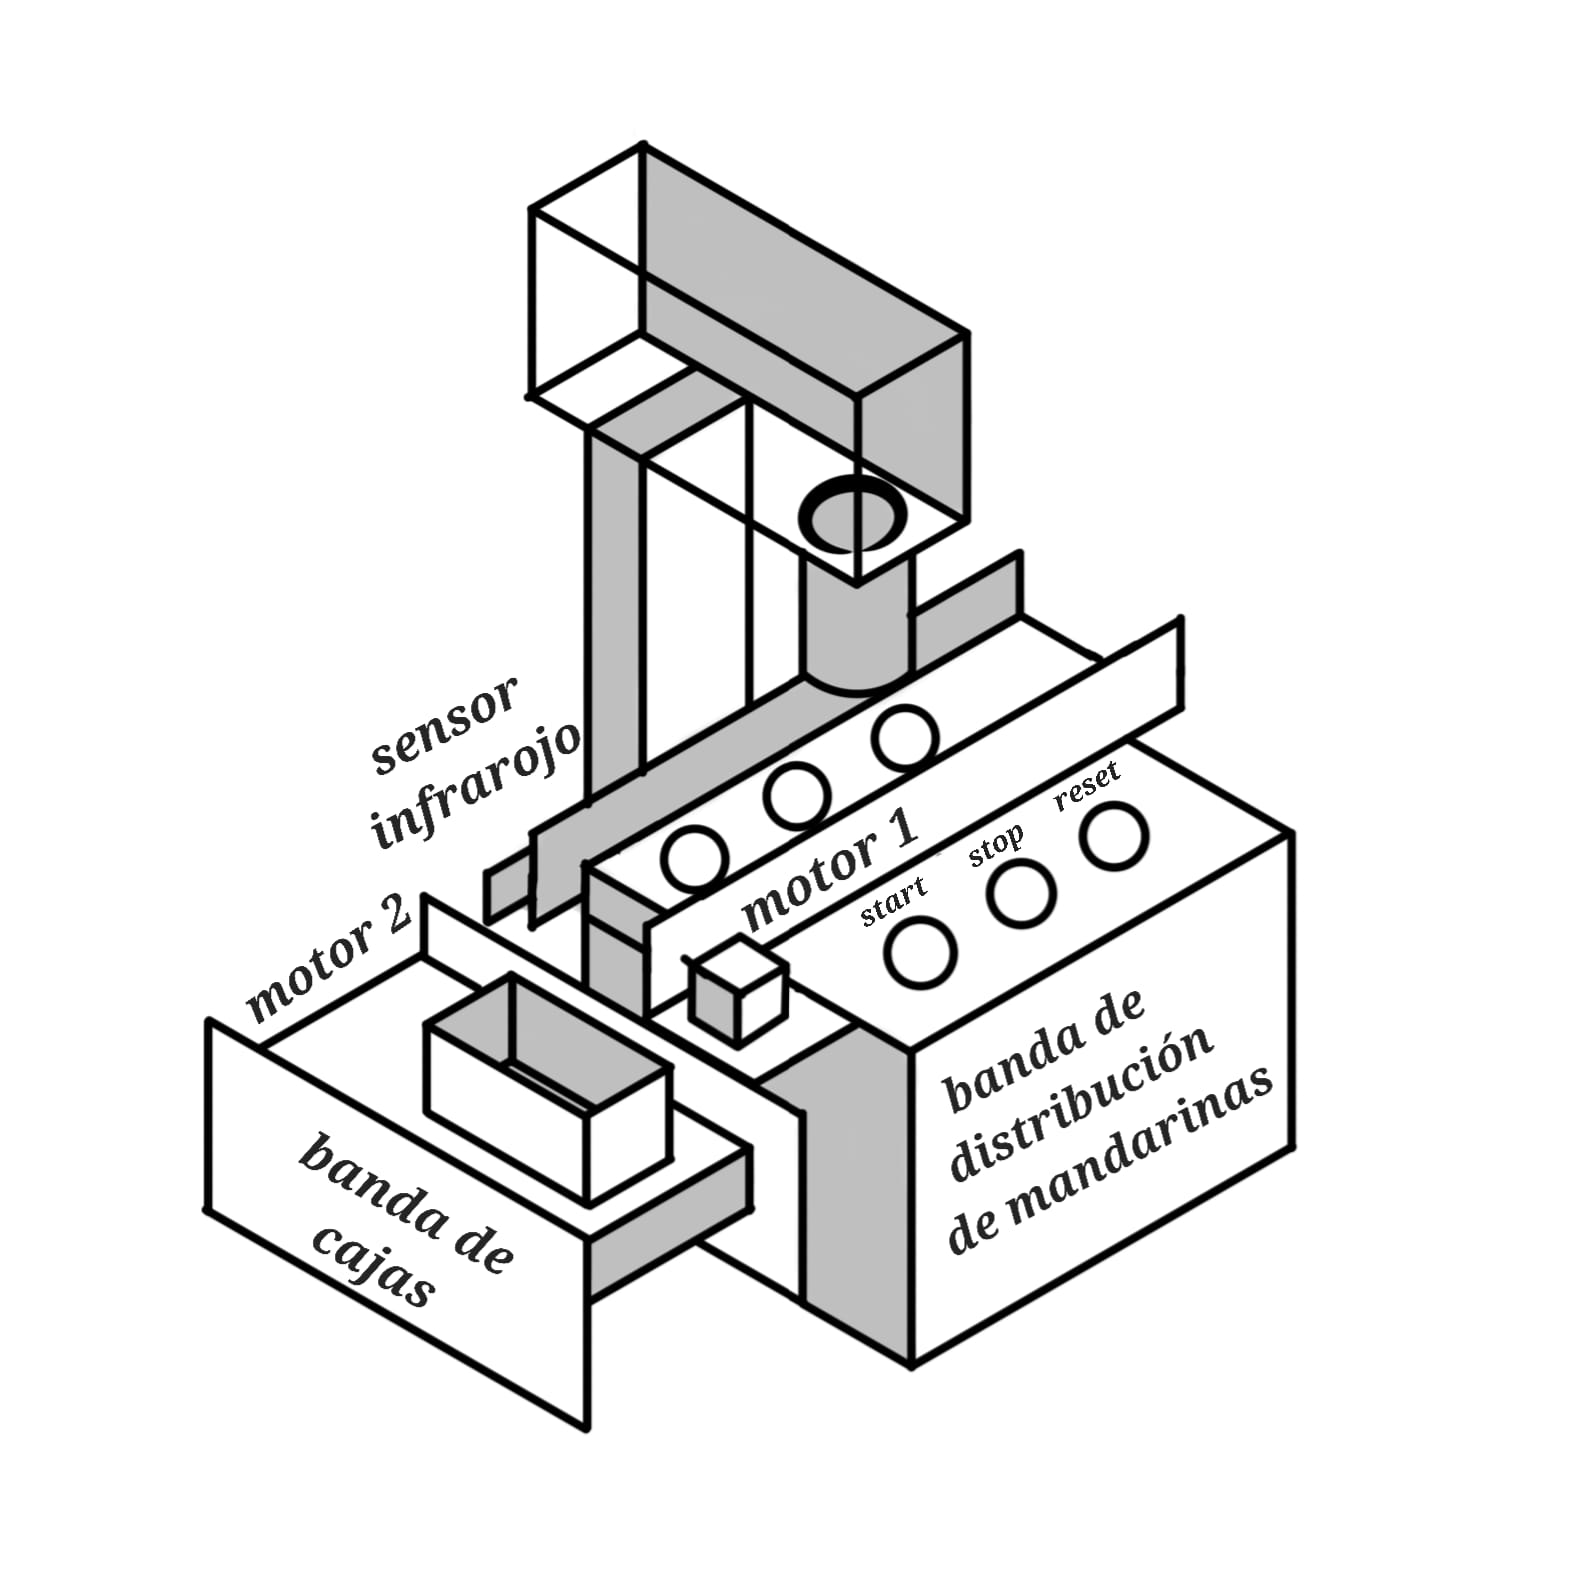 sensor
infrarojo
motor 2
motor 1
start
stop
reset
banda de
distribución
de mandarinas
banda de
cajas